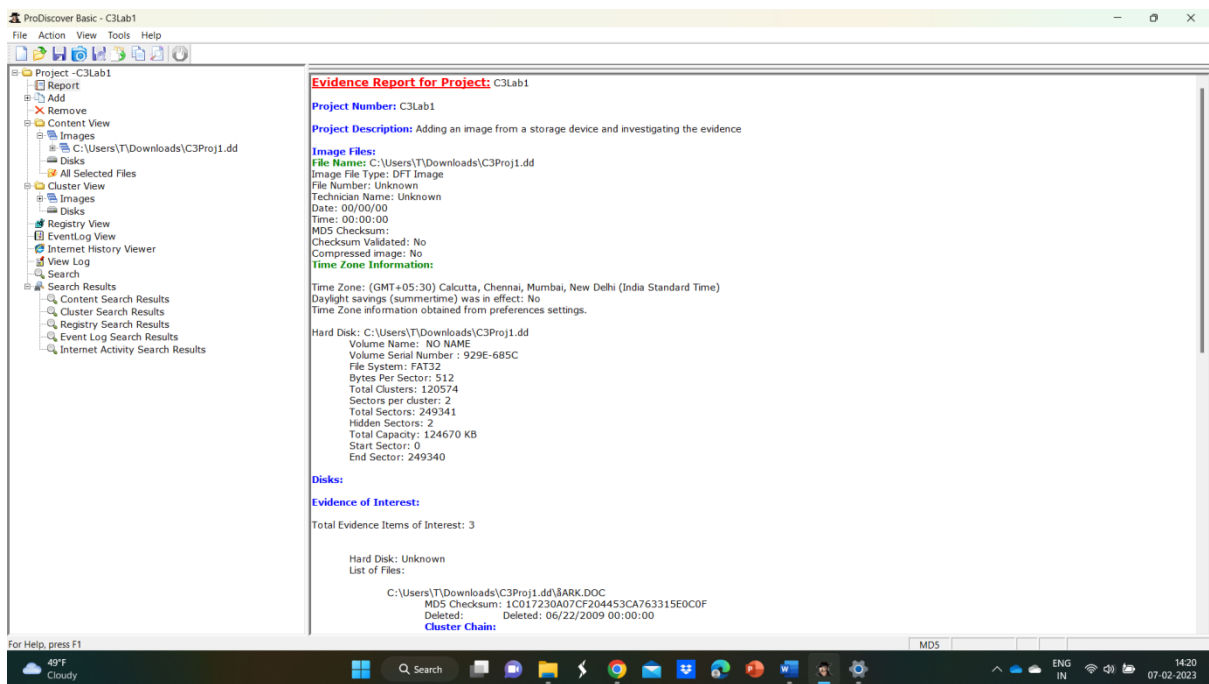 ProDiscover Basic - C3Lab1
File Action View Tools Help
Project -C3Lab1
Report
Add
Remove
Content View
Images
C:\Users\T\Downloads\C3Proj1.dd
Disks
All Selected Files
Cluster View
Images
Disks
Registry View
EventLog View
Internet History Viewer
View Log
Search
Search Results
Content Search Results
Cluster Search Results
Registry Search Results
Event Log Search Results
Internet Activity Search Results
Evidence Report for Project: C3Lab1
Project Number: C3Lab1
Project Description: Adding an image from a storage device and investigating the evidence
Image Files:
File Name: C:\Users\T\Downloads\C3Proj1.dd
Image File Type: DFT Image
File Number: Unknown
Technician Name: Unknown
Date: 00/00/00
Time: 00:00:00
MD5 Checksum:
Checksum Validated: No
Compressed image: No
Time Zone Information:
Time Zone: (GMT+05:30) Calcutta, Chennai, Mumbai, New Delhi (India Standard Time)
Daylight savings (summertime) was in effect: No
Time Zone information obtained from preferences settings.
Hard Disk: C:\Users\T\Downloads\C3Proj1.dd
Volume Name: NO NAME
Volume Serial Number : 929E-685C
File System: FAT32
Bytes Per Sector: 512
Total Clusters: 120574
Sectors per cluster: 2
Total Sectors: 249341
Hidden Sectors: 2
Total Capacity: 124670 KB
Start Sector: 0
End Sector: 249340
Disks:
Evidence of Interest:
Total Evidence Items of Interest: 3
Hard Disk: Unknown
List of Files:
C:\Users\T\Downloads\C3Proj1.dd\åARK.DOC
MD5 Checksum: 1C017230A07CF204453CA763315E0C0F
Deleted: Deleted: 06/22/2009 00:00:00
Cluster Chain:
For Help, press F1
MD5
49°F
Cloudy
Search
ENG
IN
14:20
07-02-2023